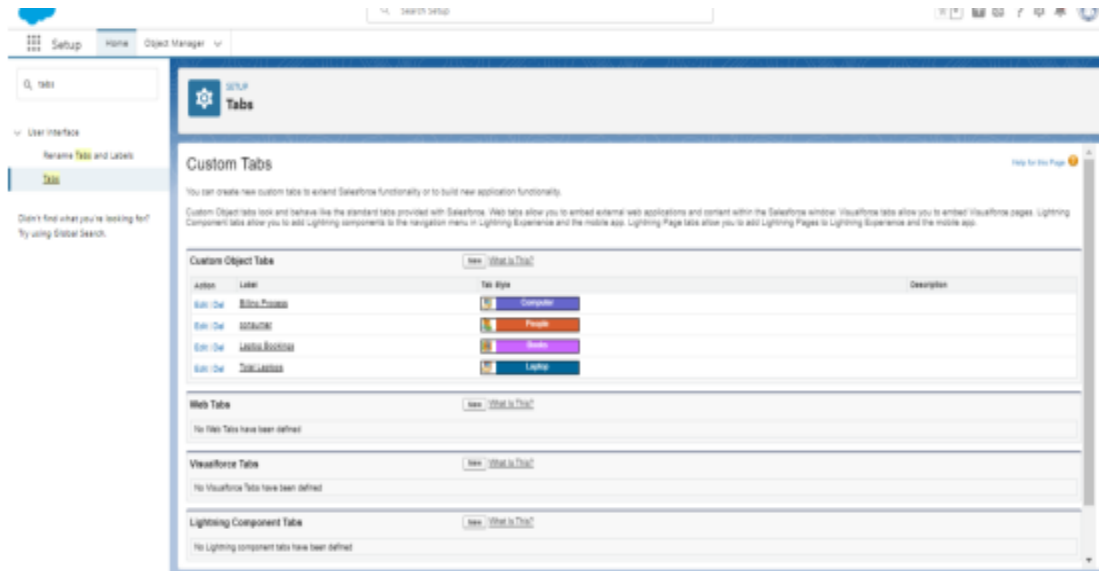 Search Setup
Setup Home Object Manager
tabs
SETUP
Tabs
User Interface
Rename Tabs and Labels
Tabs
Didn't find what you're looking for?
Try using Global Search.
Custom Tabs
Help for this Page
You can create new custom tabs to extend Salesforce functionality or to build new application functionality.
Custom Object tabs look and behave like the standard tabs provided with Salesforce. Web tabs allow you to embed external web applications and content within the Salesforce window. Visualforce tabs allow you to embed Visualforce pages. Lightning
Component tabs allow you to add Lightning components to the navigation menu in Lightning Experience and the mobile app. Lightning Page tabs allow you to add Lightning Pages to Lightning Experience and the mobile app.
Custom Object Tabs New What Is This?
Action Label Tab Style Description
Edit | Del Billing Process Computer
Edit | Del consumer People
Edit | Del Laptop Bookings Books
Edit | Del Total Laptops Laptop
Web Tabs New What Is This?
No Web Tabs have been defined
Visualforce Tabs New What Is This?
No Visualforce Tabs have been defined
Lightning Component Tabs New What Is This?
No Lightning component tabs have been defined